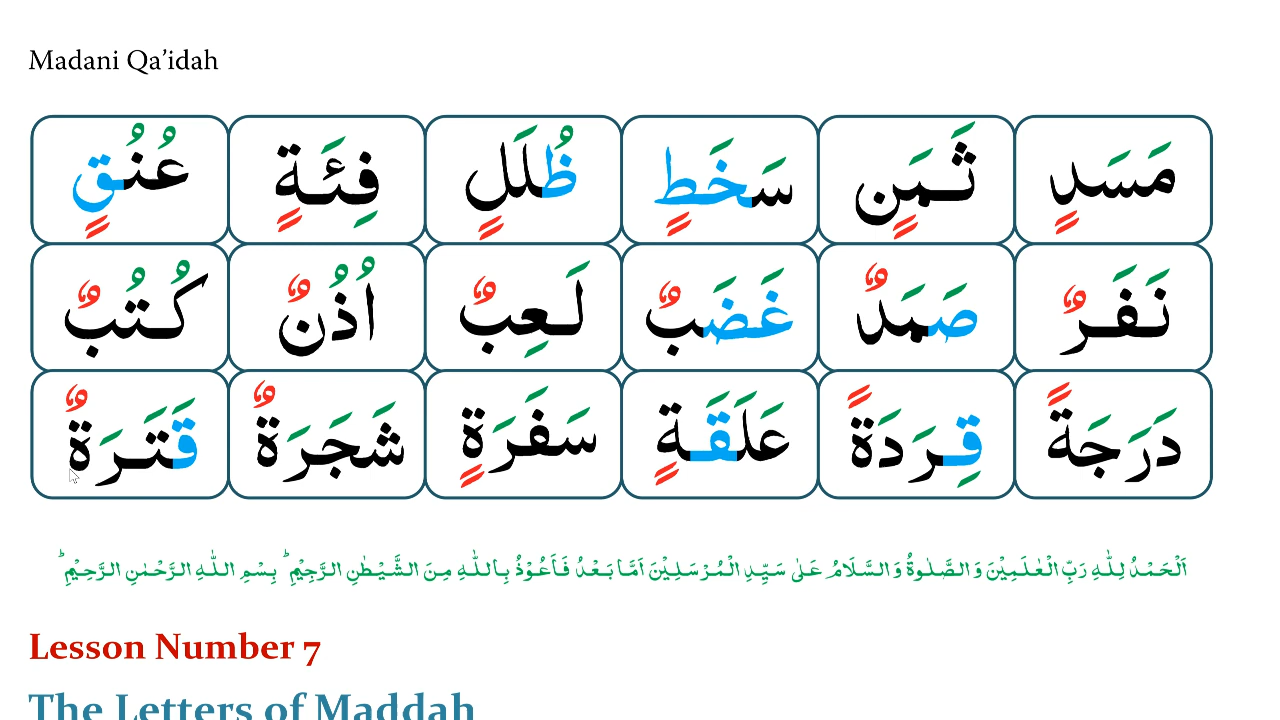 Madani Qa’idah
مَسَدٍ ثَمَنٍ سَخَطٍ ظُلَلٍ فِئَةٍ عُنُقٍ
نَفَرٌ صَمَدٌ غَضَبٌ لَعِبٌ اُذُنٌ كُتُبٌ
دَرَجَةً قِرَدَةً عَلَقَةٍ سَفَرَةٍ شَجَرَةٌ قَتَرَةٌ
اَلْحَمْدُ لِلّٰهِ رَبِّ الْعٰلَمِيْنَ وَ الصَّلٰوةُ وَ السَّلَامُ عَلٰى سَيِّدِ الْمُرْسَلِيْنَ اَمَّا بَعْدُ فَاَعُوْذُ بِاللّٰهِ مِنَ الشَّيْطٰنِ الرَّجِيْمِ ؕ بِسْمِ اللّٰهِ الرَّحْمٰنِ الرَّحِيْمِ ؕ
Lesson Number 7
The Letters of Maddah